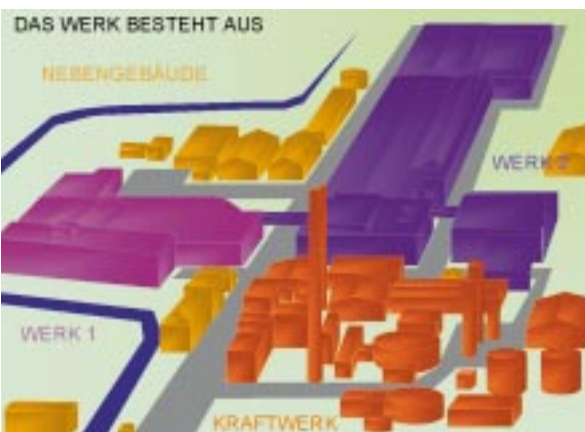 DAS WERK BESTEHT AUS
NEBENGEBÄUDE
WERK 2
WERK 1
KRAFTWERK